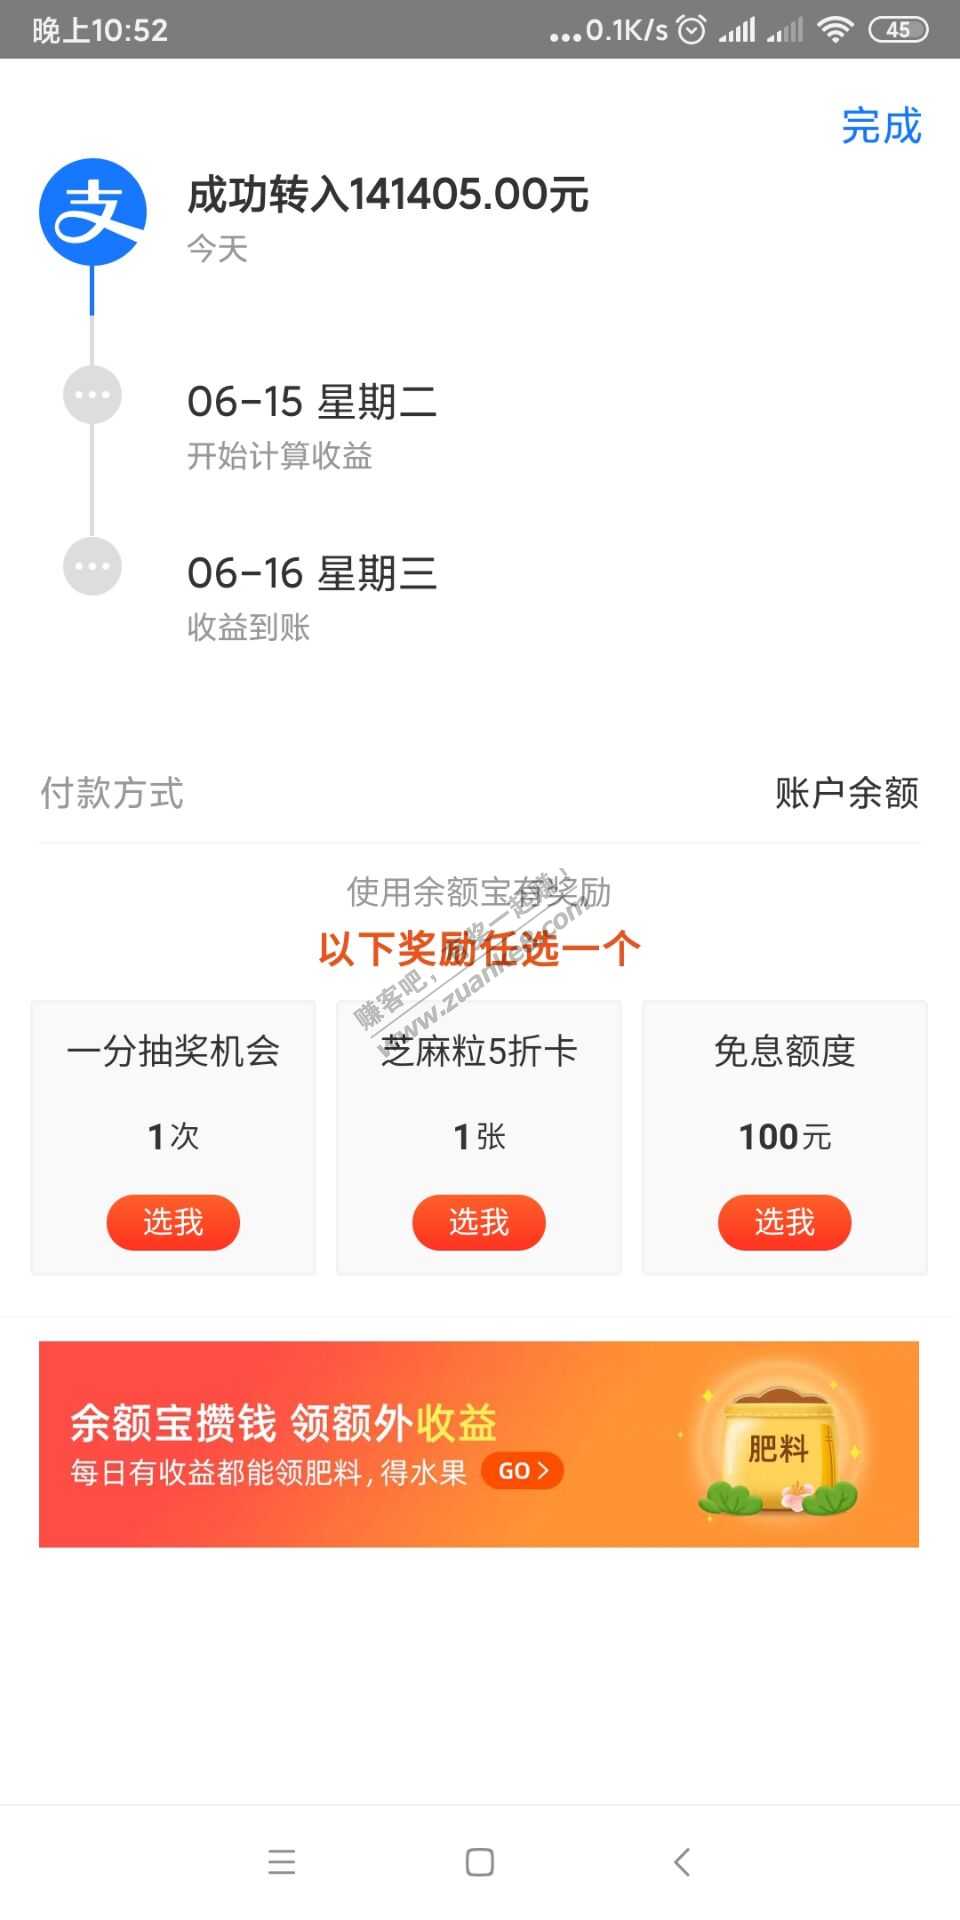 晚上10:52
...0.1K/s
45
完成
支
成功转入141405.00元
今天
06-15 星期二
开始计算收益
06-16 星期三
收益到账
付款方式
账户余额
使用余额宝有奖励
以下奖励任选一个
赚客吧，有奖一起赚！
www.zuanke8.com
一分抽奖机会
芝麻粒5折卡
免息额度
1次
1张
100元
选我
选我
选我
余额宝攒钱 领额外收益
每日有收益都能领肥料,得水果
GO >
肥料